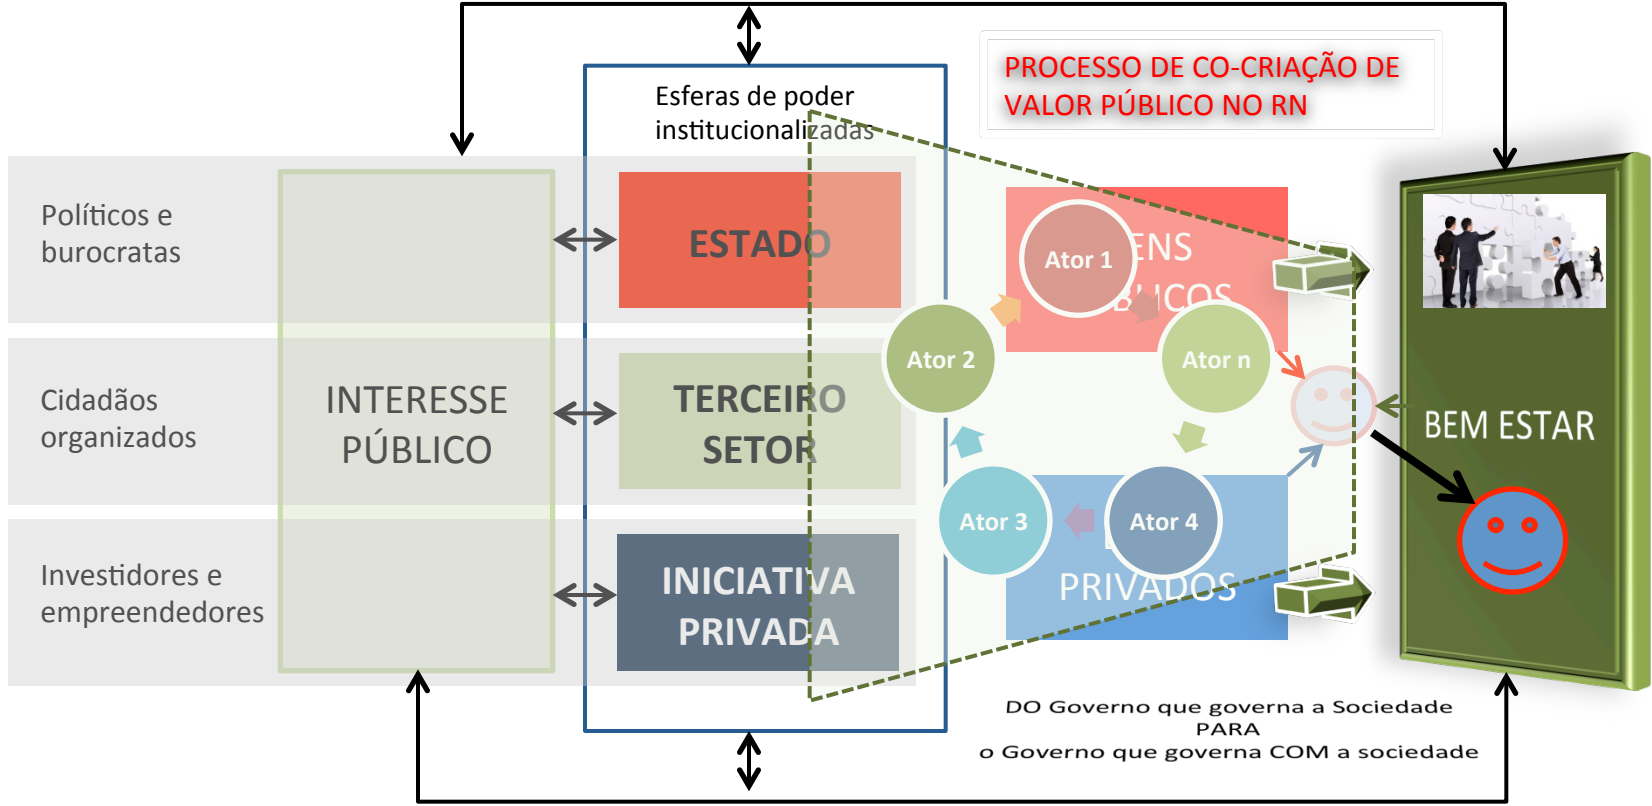 PROCESSO DE CO-CRIAÇÃO DE
VALOR PÚBLICO NO RN
Esferas de poder
institucionalizadas
Políticos e
burocratas
Cidadãos
organizados
Investidores e
empreendedores
INTERESSE
PÚBLICO
ESTADO
TERCEIRO
SETOR
INICIATIVA
PRIVADA
Ator 1
Ator 2
Ator n
Ator 3
Ator 4
PRIVADOS
BEM ESTAR
DO Governo que governa a Sociedade
PARA
o Governo que governa COM a sociedade